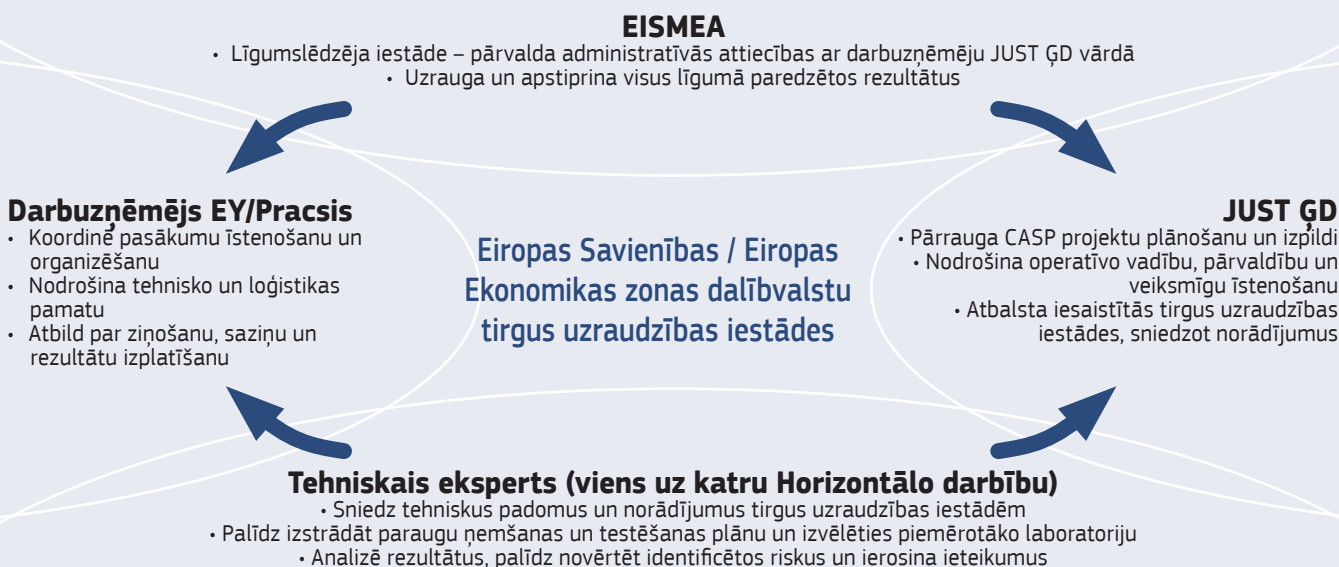 EISMEA
• Līgumslēdzēja iestāde – pārvalda administratīvās attiecības ar darbuzņēmēju JUST ĢD vārdā
• Uzrauga un apstiprina visus līgumā paredzētos rezultātus
Darbuzņēmējs EY/Pracsis
• Koordinē pasākumu īstenošanu un
organizēšanu
• Nodrošina tehnisko un loģistikas
pamatu
• Atbild par ziņošanu, saziņu un
rezultātu izplatīšanu
Eiropas Savienības / Eiropas
Ekonomikas zonas dalībvalstu
tirgus uzraudzības iestādes
JUST ĢD
• Pārrauga CASP projektu plānošanu un izpildi
• Nodrošina operatīvo vadību, pārvaldību un
veiksmīgu īstenošanu
• Atbalsta iesaistītās tirgus uzraudzības
iestādes, sniedzot norādījumus
Tehniskais eksperts (viens uz katru Horizontālo darbību)
• Sniedz tehniskus padomus un norādījumus tirgus uzraudzības iestādēm
• Palīdz izstrādāt paraugu ņemšanas un testēšanas plānu un izvēlēties piemērotāko laboratoriju
• Analizē rezultātus, palīdz novērtēt identificētos riskus un ierosina ieteikumus